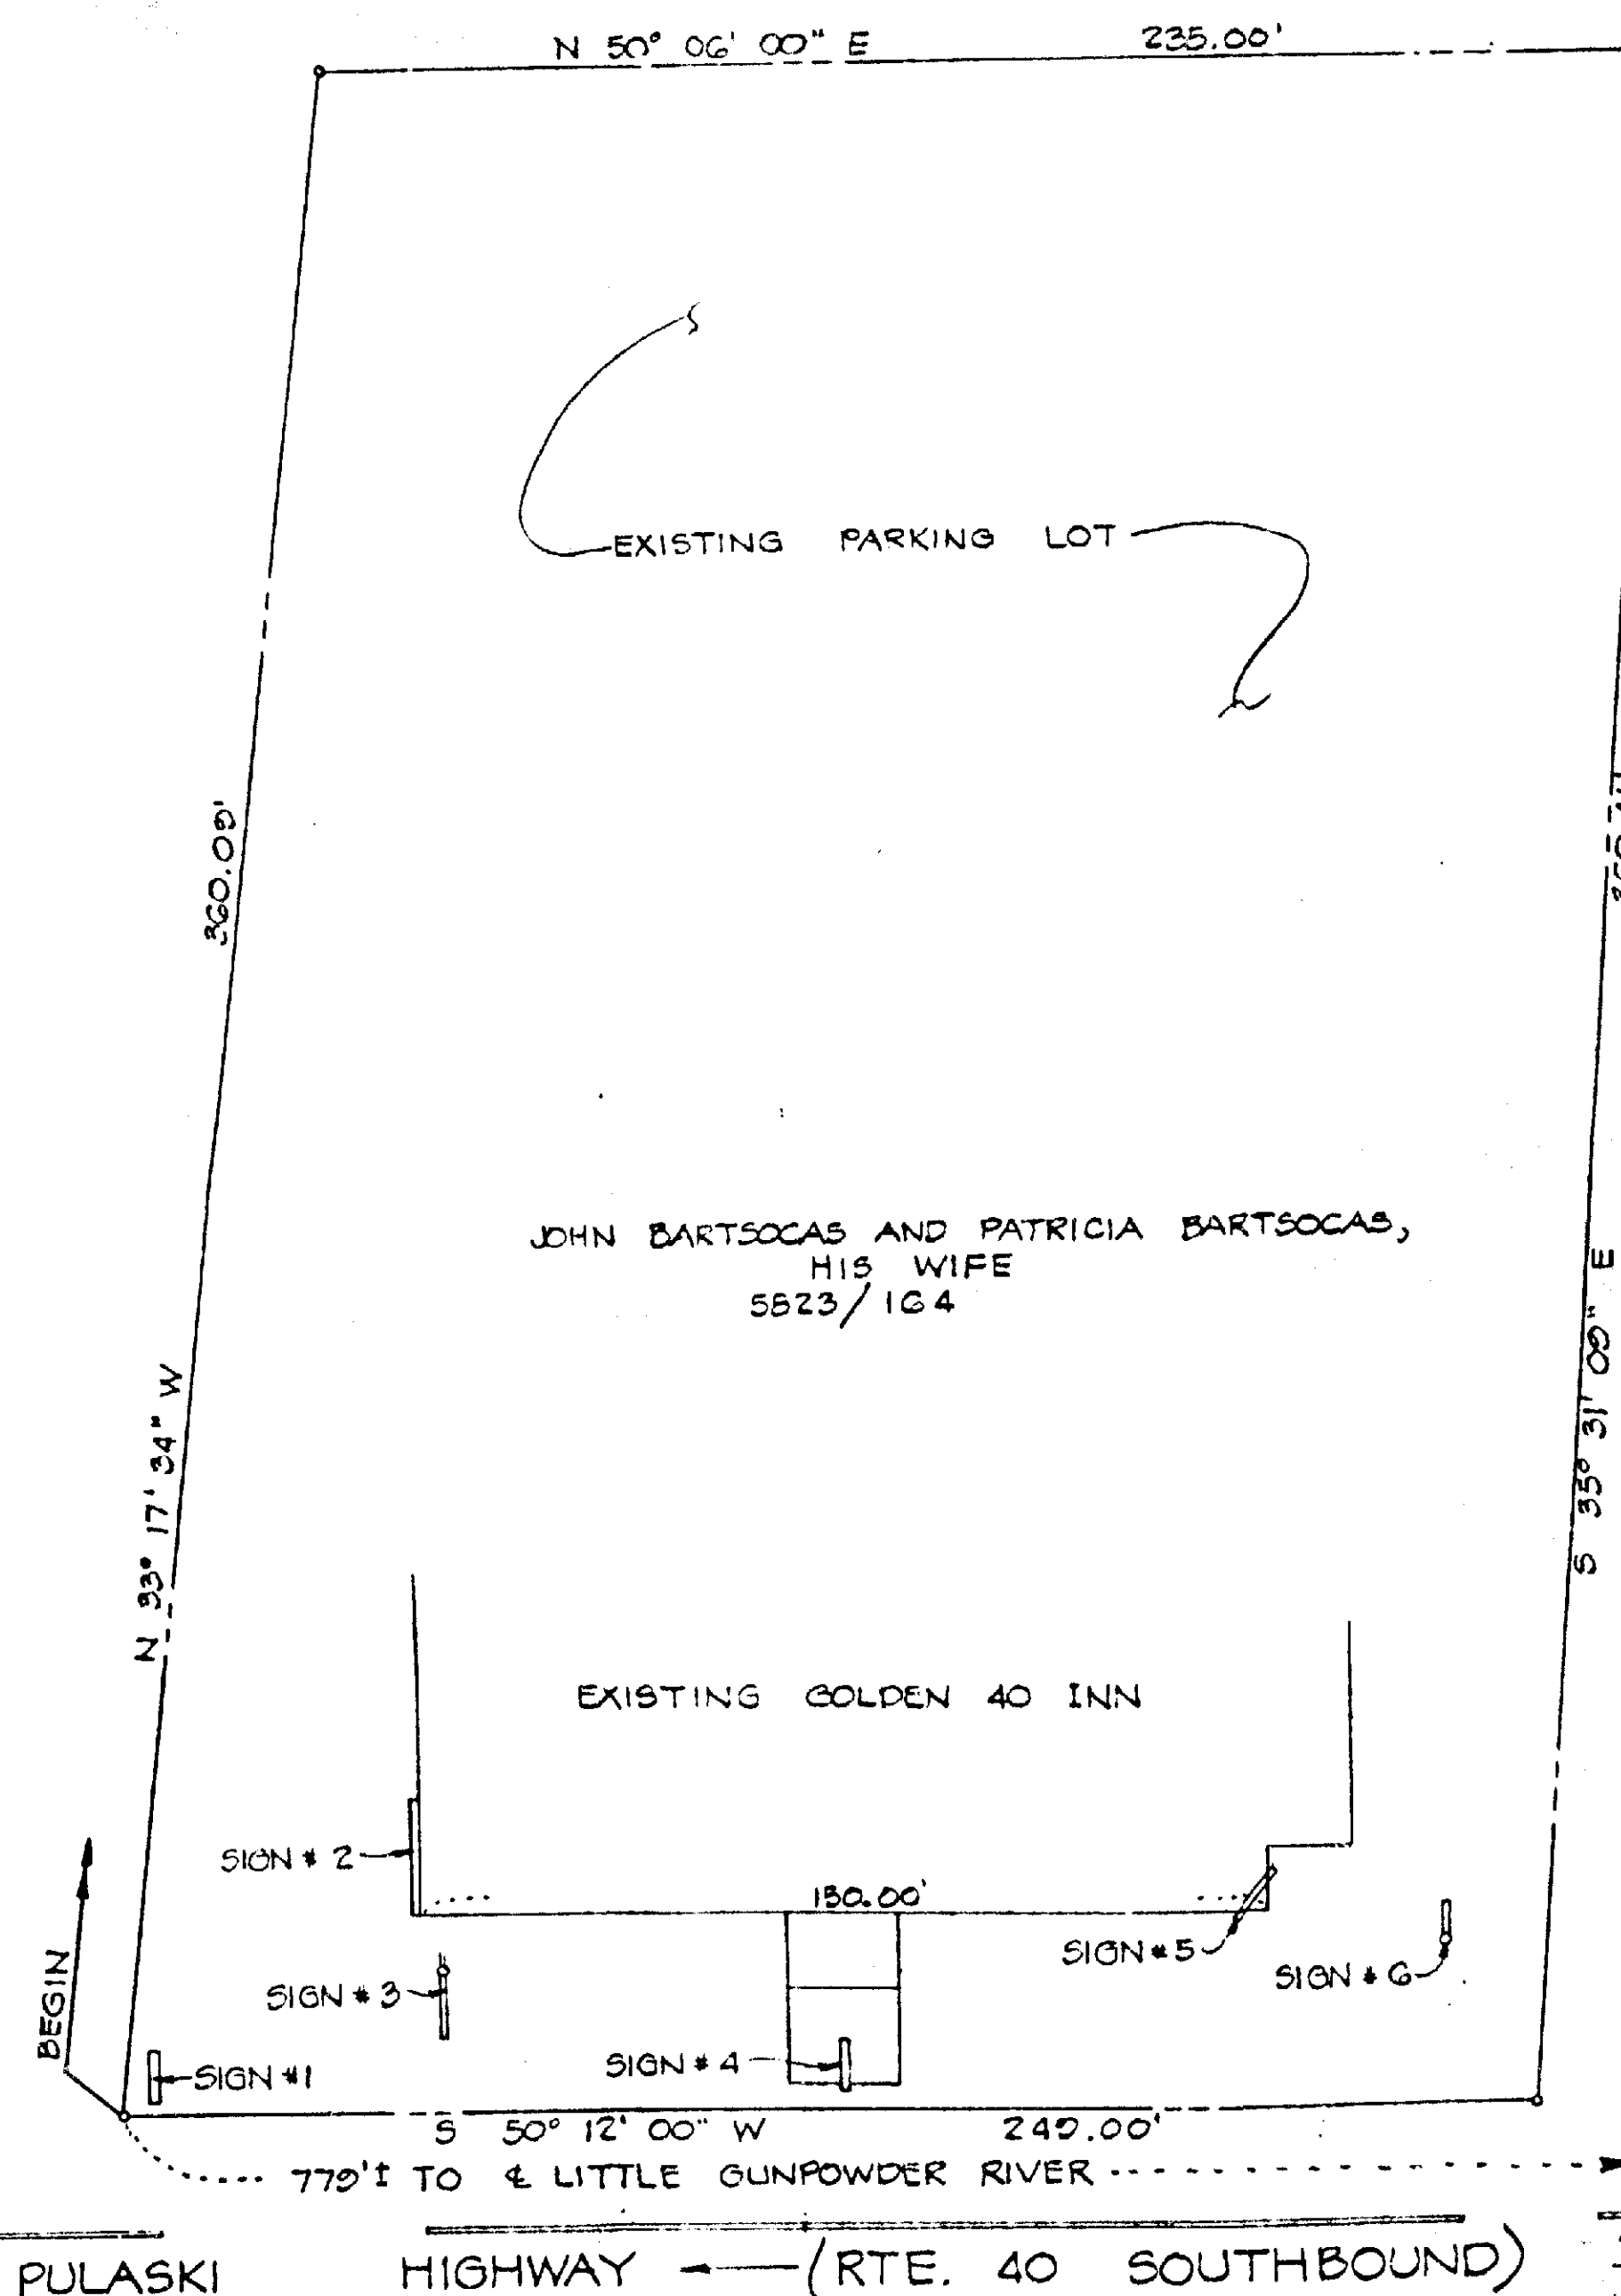 N 50° 06' 00" E 235.00'
EXISTING PARKING LOT
360.09'
JOHN BARTSOCAS AND PATRICIA BARTSOCAS,
HIS WIFE
5823/164
N 33° 17' 34" W
S 35° 31' 09" E
EXISTING GOLDEN 40 INN
SIGN # 2
150.00'
SIGN # 5
SIGN # 6
SIGN # 3
BEGIN
SIGN # 4
SIGN #1
S 50° 12' 00" W 249.00'
779'± TO ℄ LITTLE GUNPOWDER RIVER
PULASKI HIGHWAY (RTE. 40 SOUTHBOUND)